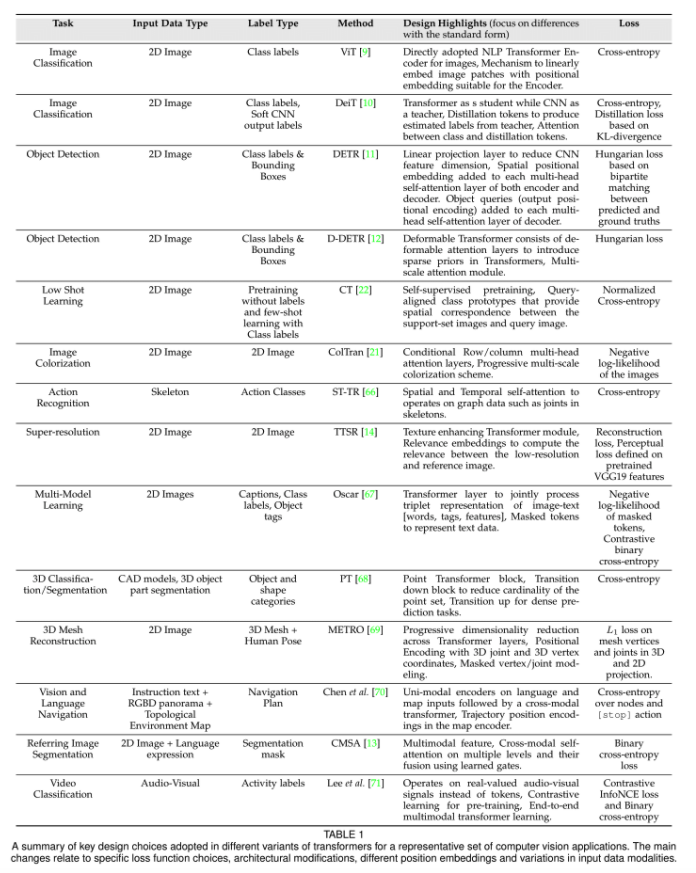 Task Input Data Type Label Type Method Design Highlights (focus on differences with the standard form) Loss
Image Classification 2D Image Class labels ViT [9] Directly adopted NLP Transformer Encoder for images, Mechanism to linearly embed image patches with positional embedding suitable for the Encoder. Cross-entropy
Image Classification 2D Image Class labels, Soft CNN output labels DeiT [10] Transformer as s student while CNN as a teacher, Distillation tokens to produce estimated labels from teacher, Attention between class and distillation tokens. Cross-entropy, Distillation loss based on KL-divergence
Object Detection 2D Image Class labels & Bounding Boxes DETR [11] Linear projection layer to reduce CNN feature dimension, Spatial positional embedding added to each multi-head self-attention layer of both encoder and decoder. Object queries (output positional encoding) added to each multi-head self-attention layer of decoder. Hungarian loss based on bipartite matching between predicted and ground truths
Object Detection 2D Image Class labels & Bounding Boxes D-DETR [12] Deformable Transformer consists of deformable attention layers to introduce sparse priors in Transformers, Multi-scale attention module. Hungarian loss
Low Shot Learning 2D Image Pretraining without labels and few-shot learning with Class labels CT [22] Self-supervised pretraining, Query-aligned class prototypes that provide spatial correspondence between the support-set images and query image. Normalized Cross-entropy
Image Colorization 2D Image 2D Image ColTran [21] Conditional Row/column multi-head attention layers, Progressive multi-scale colorization scheme. Negative log-likelihood of the images
Action Recognition Skeleton Action Classes ST-TR [66] Spatial and Temporal self-attention to operates on graph data such as joints in skeletons. Cross-entropy
Super-resolution 2D Image 2D Image TTSR [14] Texture enhancing Transformer module, Relevance embeddings to compute the relevance between the low-resolution and reference image. Reconstruction loss, Perceptual loss defined on pretrained VGG19 features
Multi-Model Learning 2D Images Captions, Class labels, Object tags Oscar [67] Transformer layer to jointly process triplet representation of image-text [words, tags, features], Masked tokens to represent text data. Negative log-likelihood of masked tokens, Contrastive binary cross-entropy
3D Classification/Segmentation CAD models, 3D object part segmentation Object and shape categories PT [68] Point Transformer block, Transition down block to reduce cardinality of the point set, Transition up for dense prediction tasks. Cross-entropy
3D Mesh Reconstruction 2D Image 3D Mesh + Human Pose METRO [69] Progressive dimensionality reduction across Transformer layers, Positional Encoding with 3D joint and 3D vertex coordinates, Masked vertex/joint modeling. L1 loss on mesh vertices and joints in 3D and 2D projection.
Vision and Language Navigation Instruction text + RGBD panorama + Topological Environment Map Navigation Plan Chen et al. [70] Uni-modal encoders on language and map inputs followed by a cross-modal transformer, Trajectory position encodings in the map encoder. Cross-entropy over nodes and [stop] action
Referring Image Segmentation 2D Image + Language expression Segmentation mask CMSA [13] Multimodal feature, Cross-modal self-attention on multiple levels and their fusion using learned gates. Binary cross-entropy loss
Video Classification Audio-Visual Activity labels Lee et al. [71] Operates on real-valued audio-visual signals instead of tokens, Contrastive learning for pre-training, End-to-end multimodal transformer learning. Contrastive InfoNCE loss and Binary cross-entropy
TABLE 1
A summary of key design choices adopted in different variants of transformers for a representative set of computer vision applications. The main
changes relate to specific loss function choices, architectural modifications, different position embeddings and variations in input data modalities.